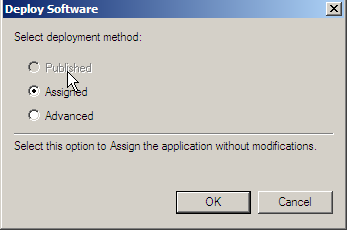 Deploy Software
Select deployment method:
Published
Assigned
Advanced
Select this option to Assign the application without modifications.
OK
Cancel